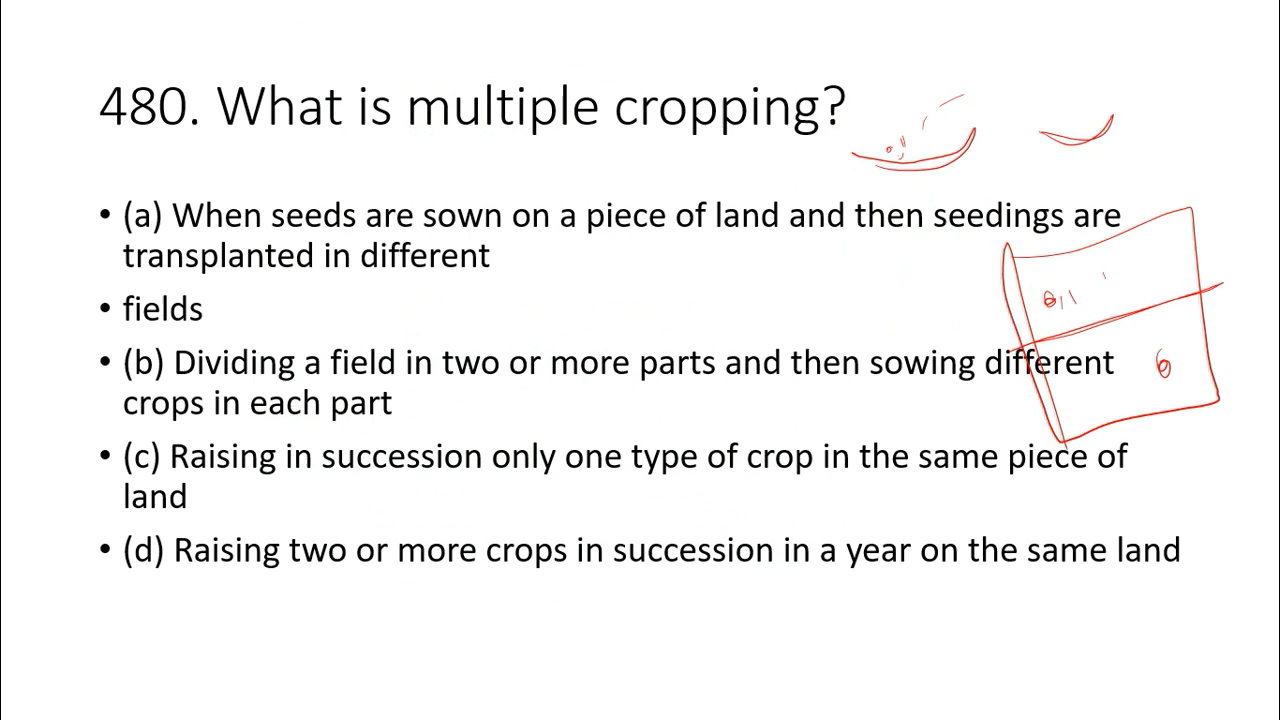 480. What is multiple cropping?
• (a) When seeds are sown on a piece of land and then seedings are
transplanted in different
• fields
• (b) Dividing a field in two or more parts and then sowing different
crops in each part
• (c) Raising in succession only one type of crop in the same piece of
land
• (d) Raising two or more crops in succession in a year on the same land